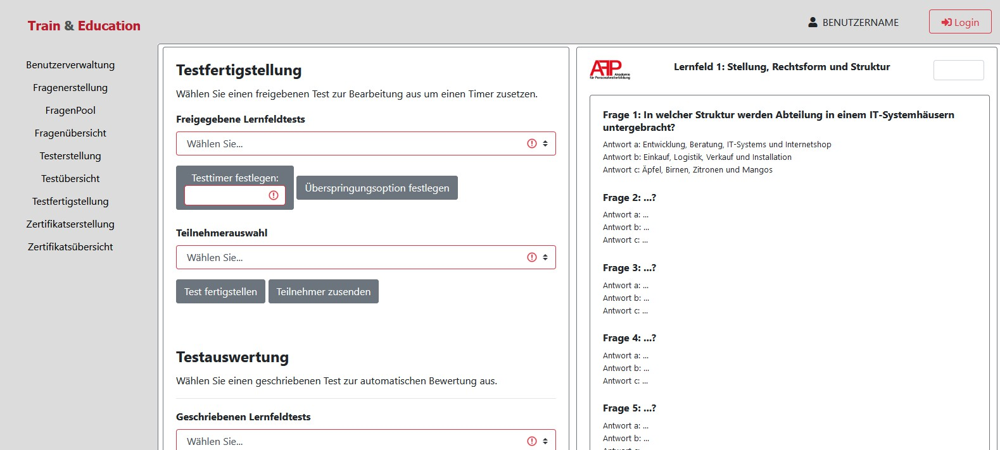 Train & Education
BENUTZERNAME
Login
Benutzerverwaltung
Fragenerstellung
FragenPool
Fragenübersicht
Testerstellung
Testübersicht
Testfertigstellung
Zertifikatserstellung
Zertifikatsübersicht
Testfertigstellung
Wählen Sie einen freigebenen Test zur Bearbeitung aus um einen Timer zusetzen.
Freigegebene Lernfeldtests
Wählen Sie...
Testtimer festlegen:
Überspringungsoption festlegen
Teilnehmerauswahl
Wählen Sie...
Test fertigstellen
Teilnehmer zusenden
Testauswertung
Wählen Sie einen geschriebenen Test zur automatischen Bewertung aus.
Geschriebenen Lernfeldtests
Wählen Sie...
AFP
Akademie
für Personalweiterbildung
Lernfeld 1: Stellung, Rechtsform und Struktur
Frage 1: In welcher Struktur werden Abteilung in einem IT-Systemhäusern
untergebracht?
Antwort a: Entwicklung, Beratung, IT-Systems und Internetshop
Antwort b: Einkauf, Logistik, Verkauf und Installation
Antwort c: Äpfel, Birnen, Zitronen und Mangos
Frage 2: ...?
Antwort a: ...
Antwort b: ...
Antwort c: ...
Frage 3: ...?
Antwort a: ...
Antwort b: ...
Antwort c: ...
Frage 4: ...?
Antwort a: ...
Antwort b: ...
Antwort c: ...
Frage 5: ...?
Antwort a: ...
Antwort b: ...